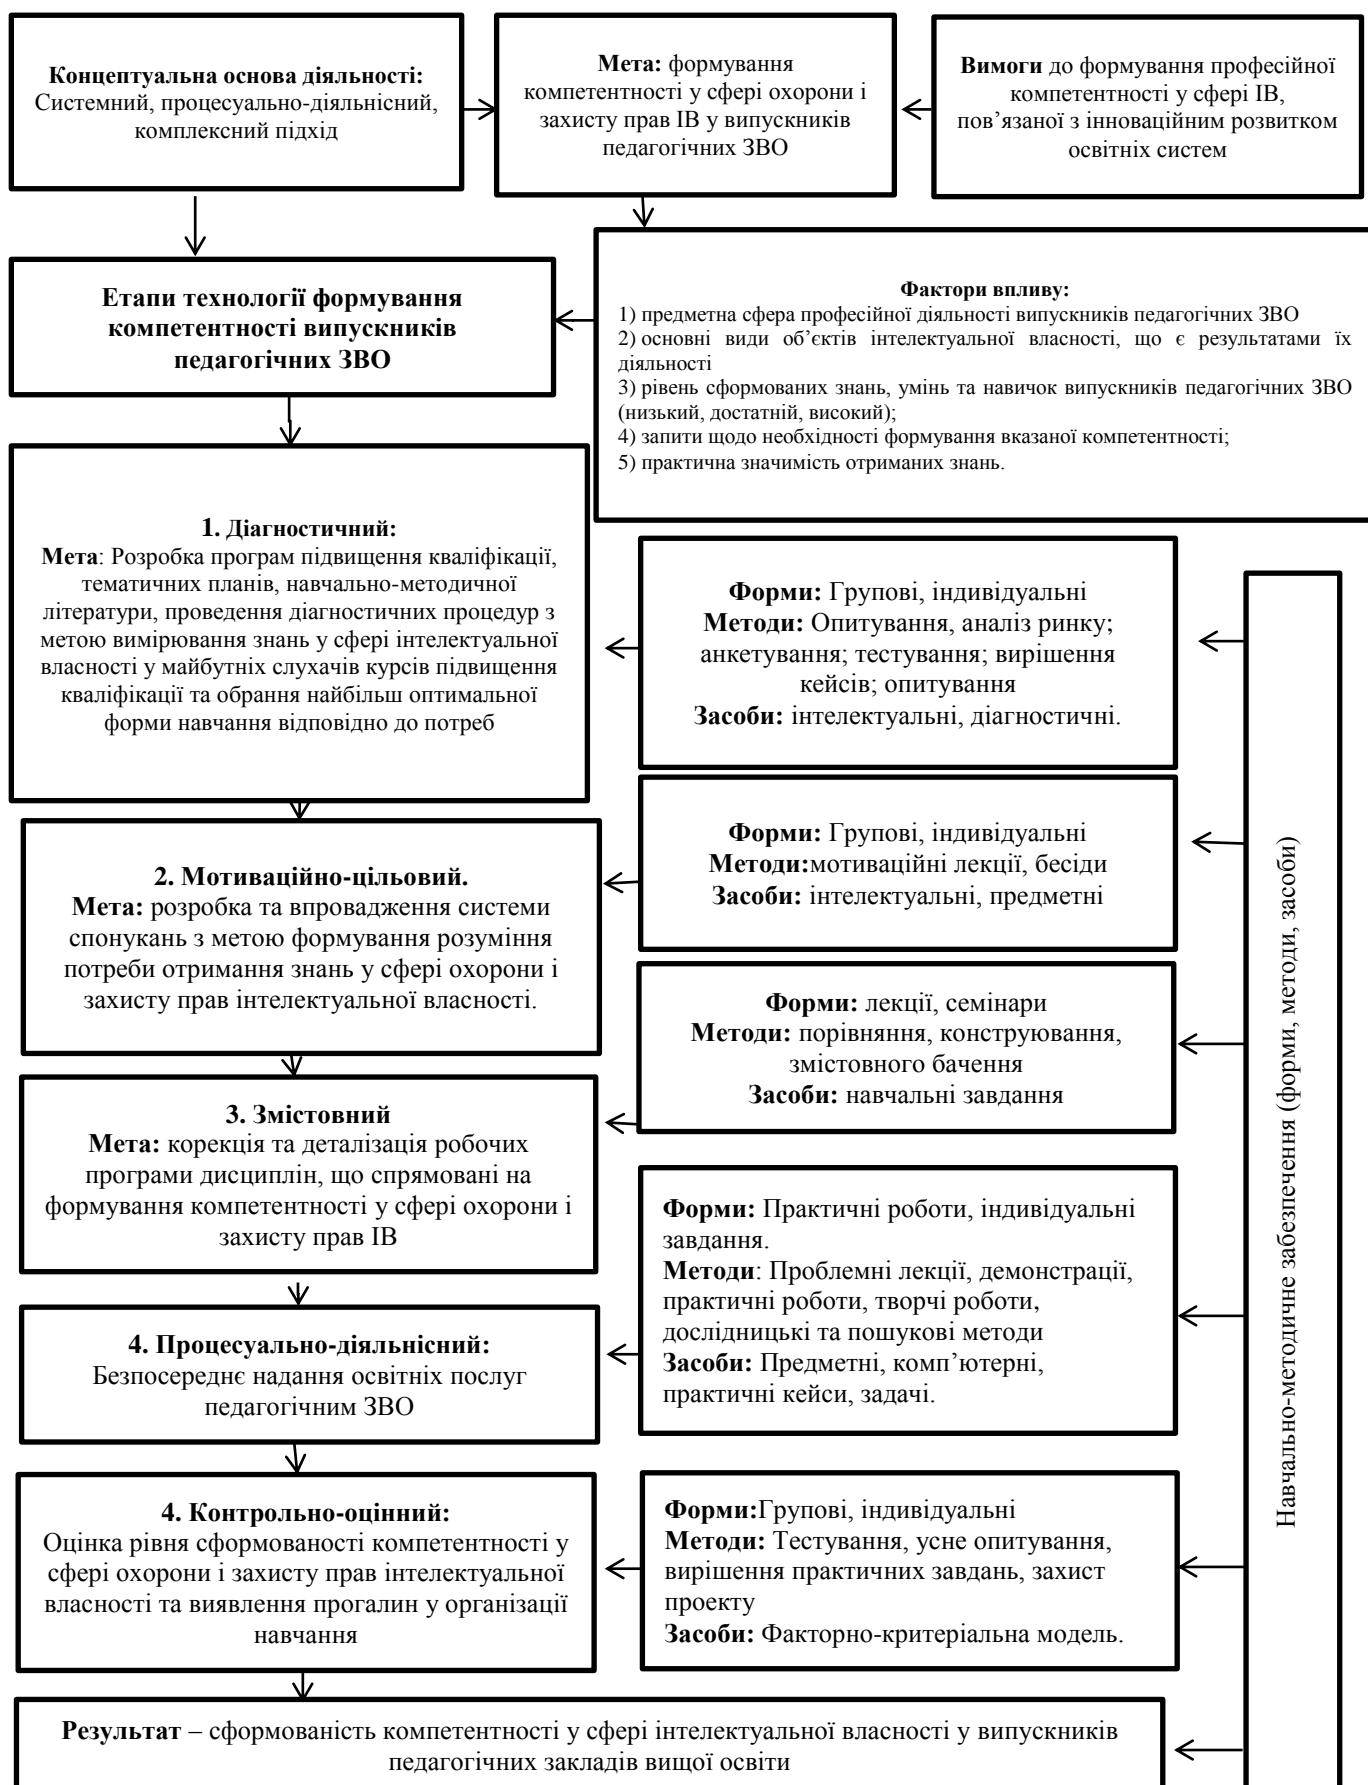 Концептуальна основа діяльності:
Системний, процесуально-діяльнісний,
комплексний підхід
Мета: формування
компетентності у сфері охорони і
захисту прав ІВ у випускників
педагогічних ЗВО
Вимоги до формування професійної
компетентності у сфері ІВ,
пов’язаної з інноваційним розвитком
освітніх систем
Етапи технології формування
компетентності випускників
педагогічних ЗВО
Фактори впливу:
1) предметна сфера професійної діяльності випускників педагогічних ЗВО
2) основні види об’єктів інтелектуальної власності, що є результатами їх
діяльності
3) рівень сформованих знань, умінь та навичок випускників педагогічних ЗВО
(низький, достатній, високий);
4) запити щодо необхідності формування вказаної компетентності;
5) практична значимість отриманих знань.
1. Діагностичний:
Мета: Розробка програм підвищення кваліфікації,
тематичних планів, навчально-методичної
літератури, проведення діагностичних процедур з
метою вимірювання знань у сфері інтелектуальної
власності у майбутніх слухачів курсів підвищення
кваліфікації та обрання найбільш оптимальної
форми навчання відповідно до потреб
Форми: Групові, індивідуальні
Методи: Опитування, аналіз ринку;
анкетування; тестування; вирішення
кейсів; опитування
Засоби: інтелектуальні, діагностичні.
2. Мотиваційно-цільовий.
Мета: розробка та впровадження системи
спонукань з метою формування розуміння
потреби отримання знань у сфері охорони і
захисту прав інтелектуальної власності.
Форми: Групові, індивідуальні
Методи:мотиваційні лекції, бесіди
Засоби: інтелектуальні, предметні
3. Змістовний
Мета: корекція та деталізація робочих
програми дисциплін, що спрямовані на
формування компетентності у сфері охорони і
захисту прав ІВ
Форми: лекції, семінари
Методи: порівняння, конструювання,
змістовного бачення
Засоби: навчальні завдання
4. Процесуально-діяльнісний:
Безпосереднє надання освітніх послуг
педагогічним ЗВО
Форми: Практичні роботи, індивідуальні
завдання.
Методи: Проблемні лекції, демонстрації,
практичні роботи, творчі роботи,
дослідницькі та пошукові методи
Засоби: Предметні, комп’ютерні,
практичні кейси, задачі.
4. Контрольно-оцінний:
Оцінка рівня сформованості компетентності у
сфері охорони і захисту прав інтелектуальної
власності та виявлення прогалин у організації
навчання
Форми:Групові, індивідуальні
Методи: Тестування, усне опитування,
вирішення практичних завдань, захист
проекту
Засоби: Факторно-критеріальна модель.
Навчально-методичне забезпечення (форми, методи, засоби)
Результат – сформованість компетентності у сфері інтелектуальної власності у випускників
педагогічних закладів вищої освіти